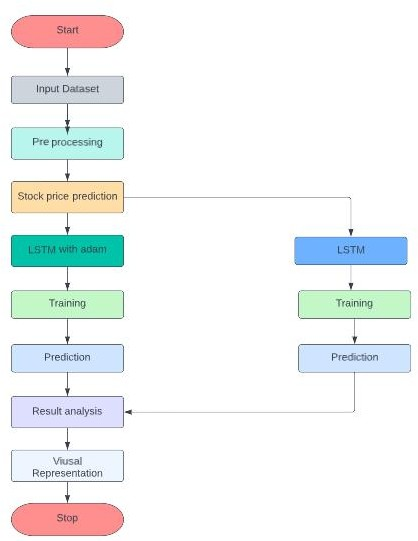 Start
Input Dataset
Pre processing
Stock price prediction
LSTM with adam
LSTM
Training
Training
Prediction
Prediction
Result analysis
Viusal
Representation
Stop